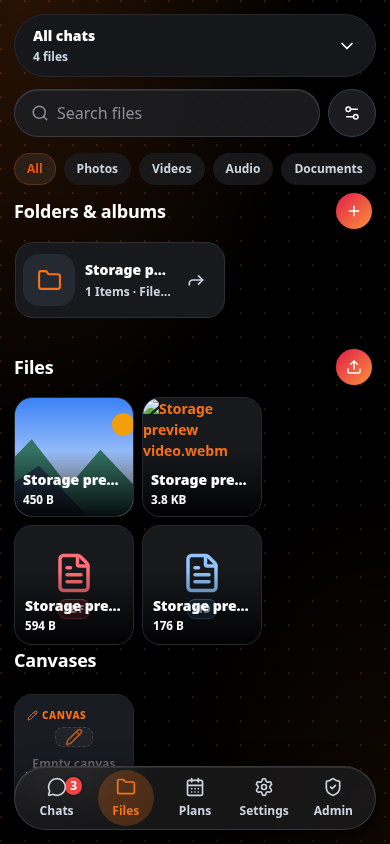 All chats
4 files
Search files
All
Photos
Videos
Audio
Documents
Folders & albums
Storage p...
1 Items · File...
Files
Storage
preview
video.webm
Storage pre...
450 B
Storage pre...
3.8 KB
Storage pre...
594 B
Storage pre...
176 B
Canvases
CANVAS
Empty canvas
Chats
3
Files
Plans
Settings
Admin